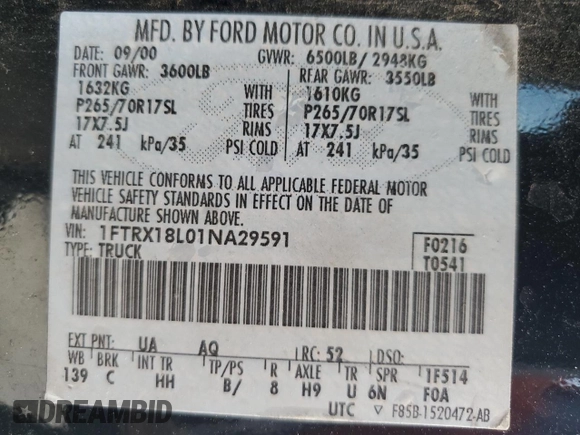 MFD. BY FORD MOTOR CO. IN U.S.A.
DATE: 09/00 GVWR: 6500LB/ 2948KG
FRONT GAWR: 3600LB REAR GAWR: 3550LB
1632KG WITH 1610KG WITH
P265/70R17SL TIRES P265/70R17SL TIRES
17X7.5J RIMS 17X7.5J RIMS
AT 241 kPa/35 PSI COLD AT 241 kPa/35 PSI COLD
THIS VEHICLE CONFORMS TO ALL APPLICABLE FEDERAL MOTOR
VEHICLE SAFETY STANDARDS IN EFFECT ON THE DATE OF
MANUFACTURE SHOWN ABOVE
VIN: 1FTRX18L01NA29591 F0216
TYPE: TRUCK T0541
EXT PNT: UA AQ RC: 52 DSO:
WB BRK INT TR TP/PS R AXLE TR SPR 1F514
139 C HH B/ 8 H9 U 6N F0A
UTC F85B-1520472-AB
DREAMBID